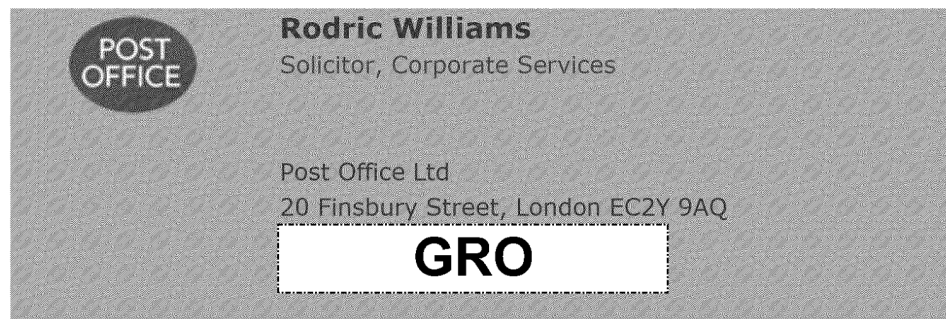 POST
OFFICE
Rodric Williams
Solicitor, Corporate Services
Post Office Ltd
20 Finsbury Street, London EC2Y 9AQ
GRO